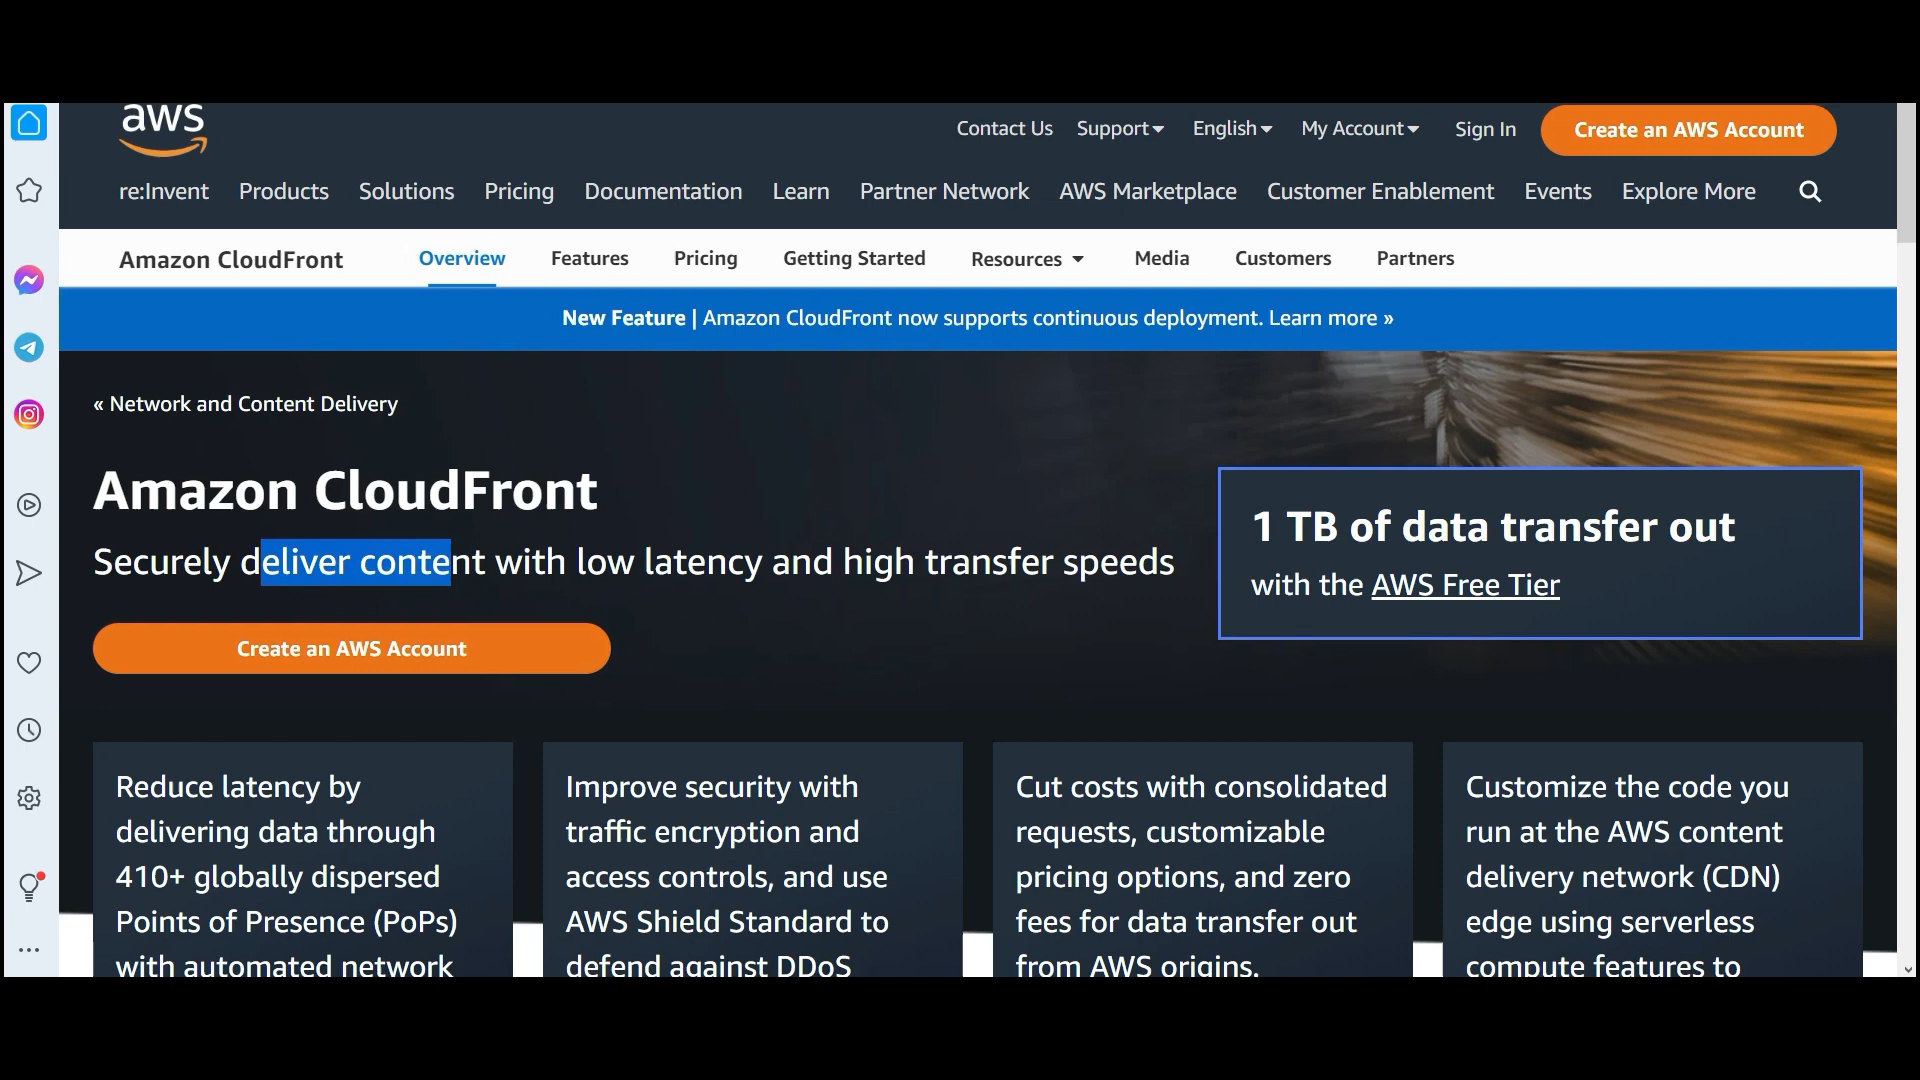 aws
Contact Us Support English My Account Sign In Create an AWS Account
re:Invent Products Solutions Pricing Documentation Learn Partner Network AWS Marketplace Customer Enablement Events Explore More
Amazon CloudFront Overview Features Pricing Getting Started Resources Media Customers Partners
New Feature | Amazon CloudFront now supports continuous deployment. Learn more »
« Network and Content Delivery
Amazon CloudFront
Securely deliver content with low latency and high transfer speeds
Create an AWS Account
1 TB of data transfer out
with the AWS Free Tier
Reduce latency by
delivering data through
410+ globally dispersed
Points of Presence (PoPs)
with automated network
Improve security with
traffic encryption and
access controls, and use
AWS Shield Standard to
defend against DDoS
Cut costs with consolidated
requests, customizable
pricing options, and zero
fees for data transfer out
from AWS origins.
Customize the code you
run at the AWS content
delivery network (CDN)
edge using serverless
compute features to